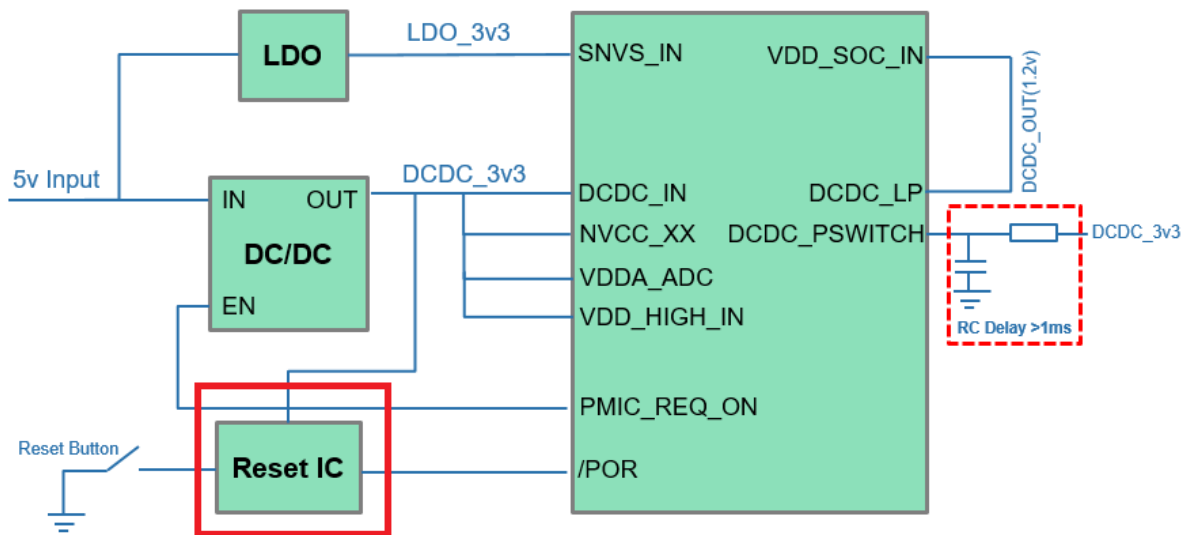 LDO
LDO_3v3
SNVS_IN
VDD_SOC_IN
DCDC_OUT(1.2v)
5v Input
IN
OUT
DC/DC
EN
DCDC_3v3
DCDC_IN
DCDC_LP
NVCC_XX
DCDC_PSWITCH
DCDC_3v3
VDDA_ADC
VDD_HIGH_IN
RC Delay >1ms
PMIC_REQ_ON
Reset Button
Reset IC
/POR